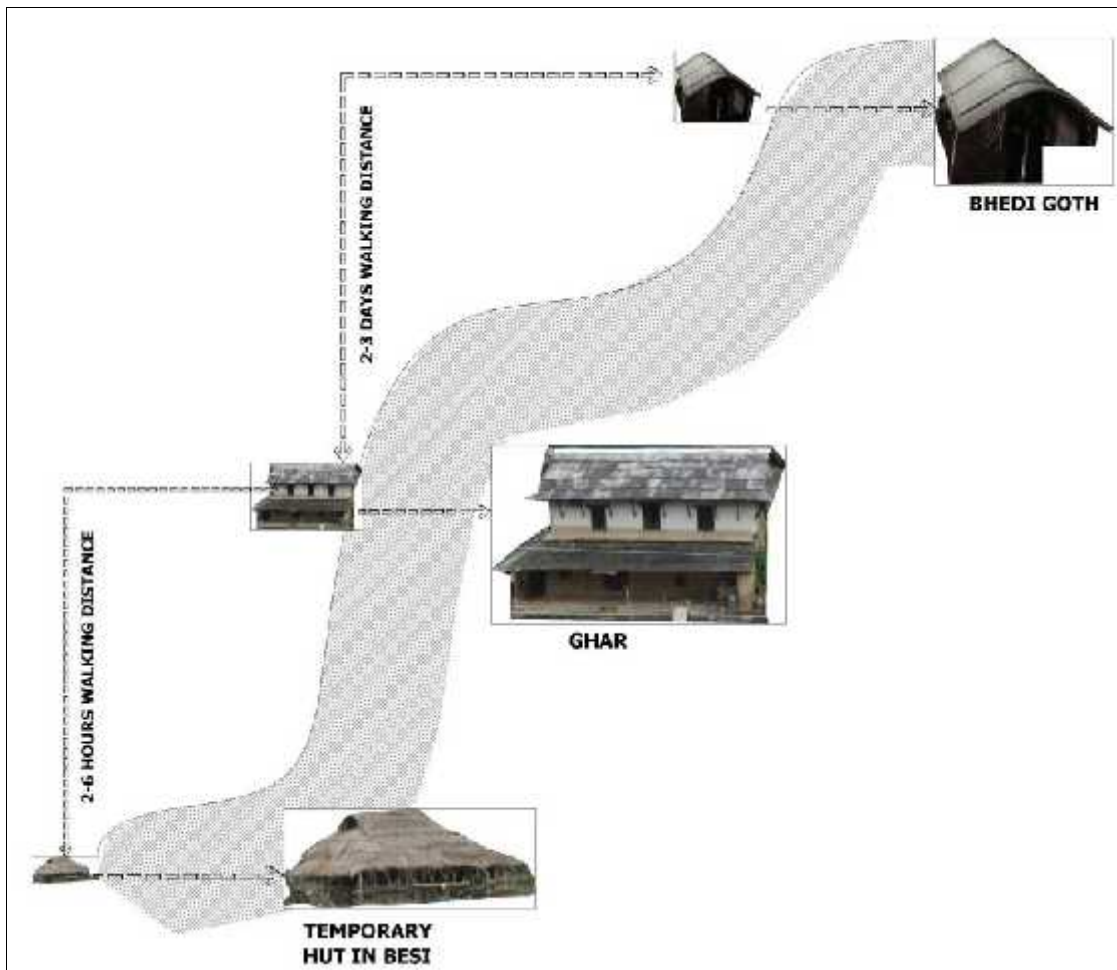 2-3 DAYS WALKING DISTANCE
BHEDI GOTH
GHAR
2-6 HOURS WALKING DISTANCE
TEMPORARY
HUT IN BESI